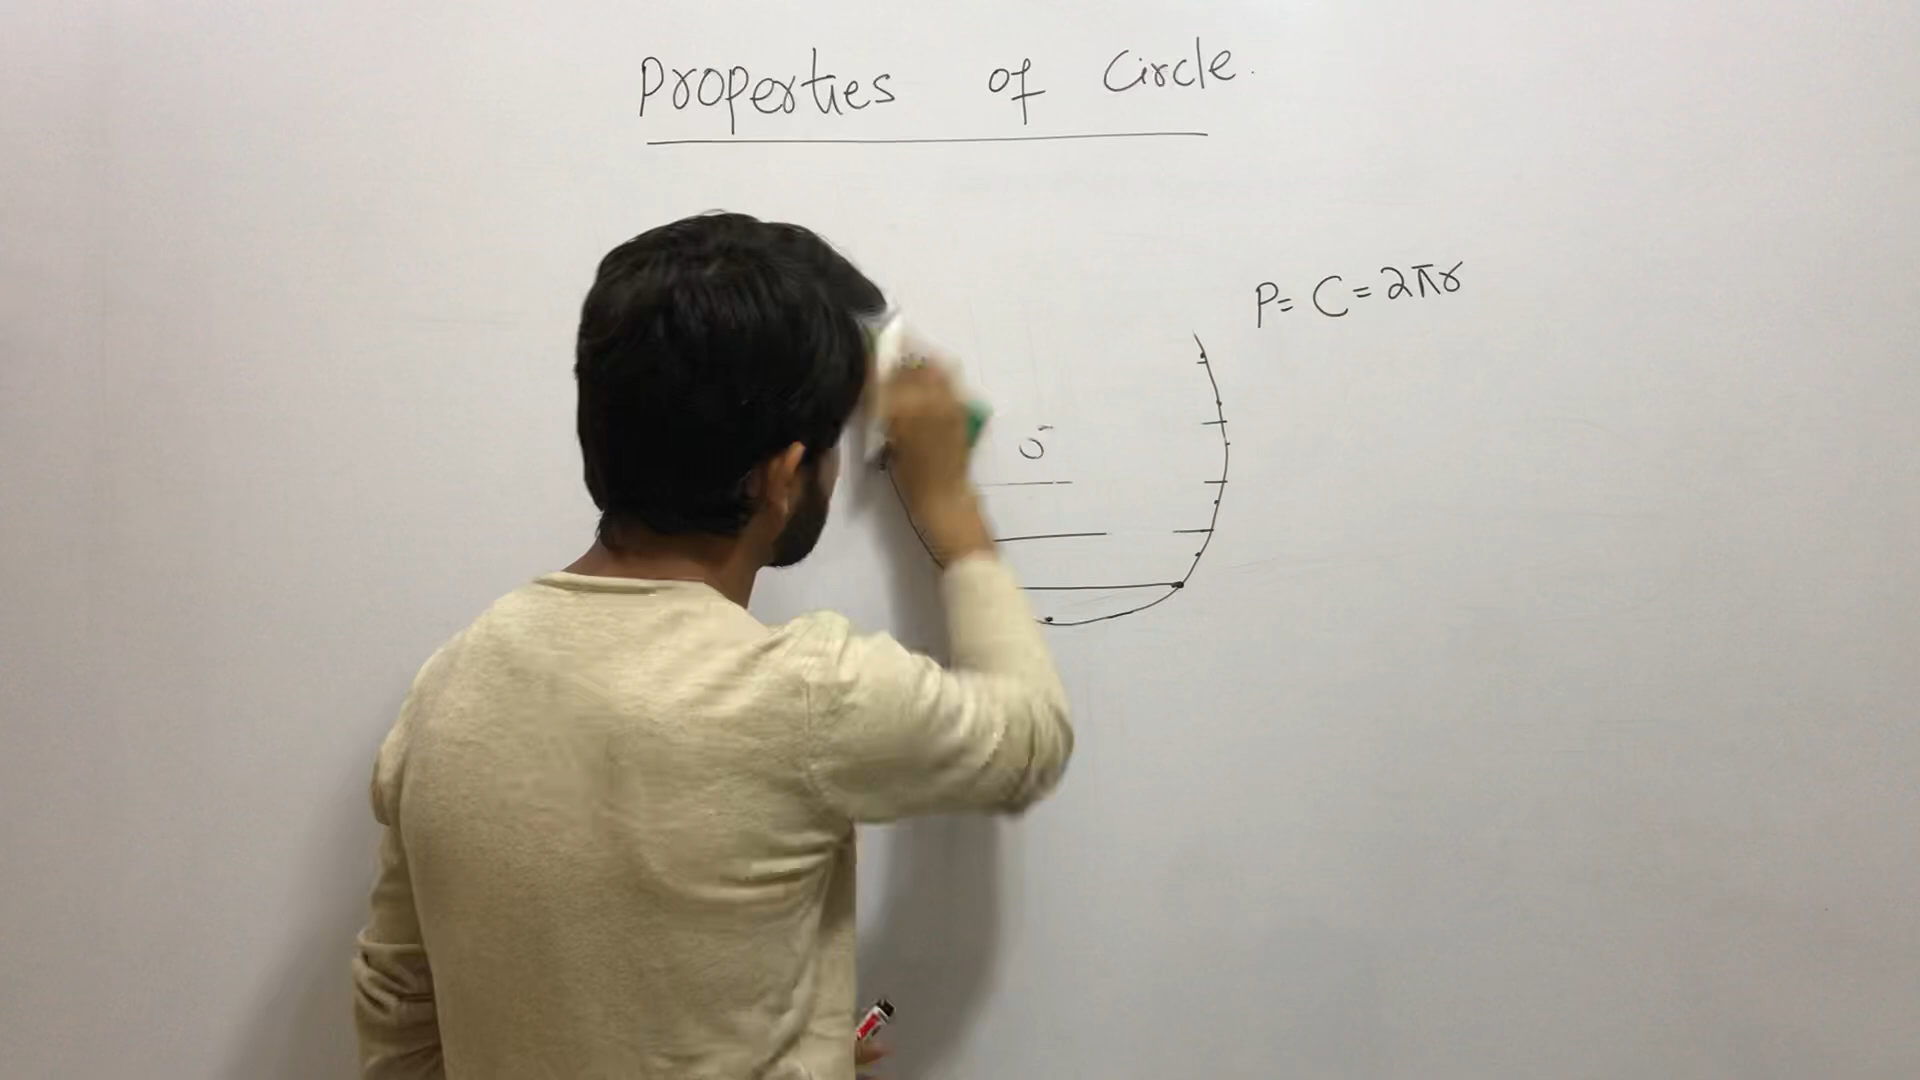 Properties of Circle.
P= C= 2πr
O